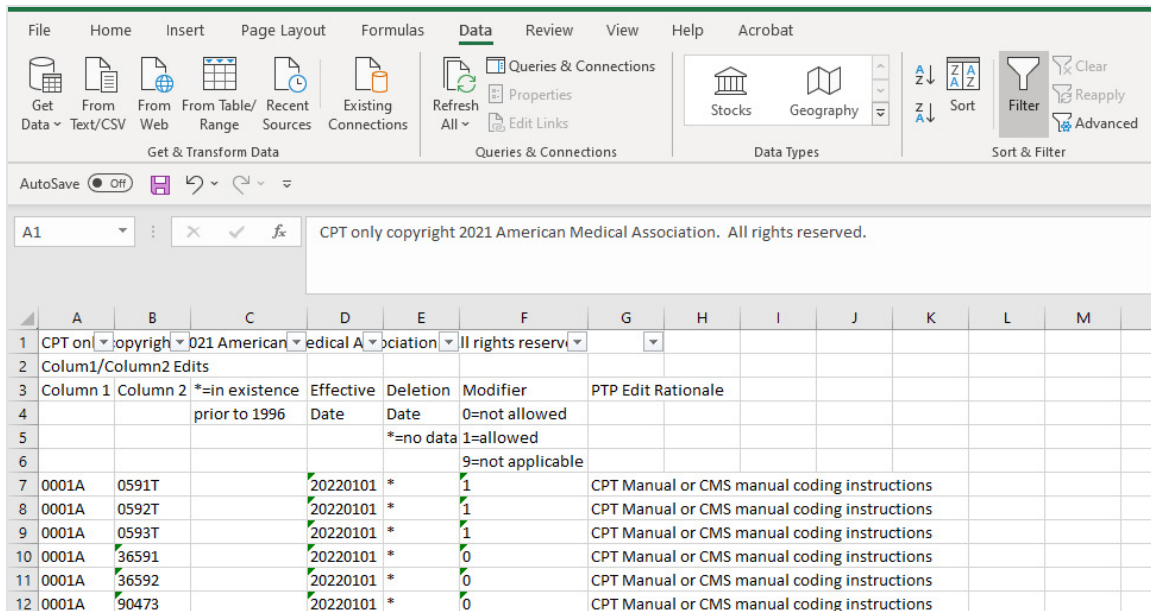 File Home Insert Page Layout Formulas Data Review View Help Acrobat
Get Data From Text/CSV From Web From Table/ Range Recent Sources Existing Connections
Get & Transform Data
Refresh All Queries & Connections
Properties
Edit Links
Queries & Connections
Stocks Geography
Data Types
Sort Filter Clear
Reapply
Advanced
Sort & Filter
AutoSave Off
A1 fx CPT only copyright 2021 American Medical Association.  All rights reserved.
A B C D E F G H I J K L M
1 CPT onl opyrigh 021 American edical A ociation ll rights reserv
2 Colum1/Column2 Edits
3 Column 1 Column 2 *=in existence Effective Deletion Modifier PTP Edit Rationale
4 prior to 1996 Date Date 0=not allowed
5 *=no data 1=allowed
6 9=not applicable
7 0001A 0591T 20220101 * 1 CPT Manual or CMS manual coding instructions
8 0001A 0592T 20220101 * 1 CPT Manual or CMS manual coding instructions
9 0001A 0593T 20220101 * 1 CPT Manual or CMS manual coding instructions
10 0001A 36591 20220101 * 0 CPT Manual or CMS manual coding instructions
11 0001A 36592 20220101 * 0 CPT Manual or CMS manual coding instructions
12 0001A 90473 20220101 * 0 CPT Manual or CMS manual coding instructions